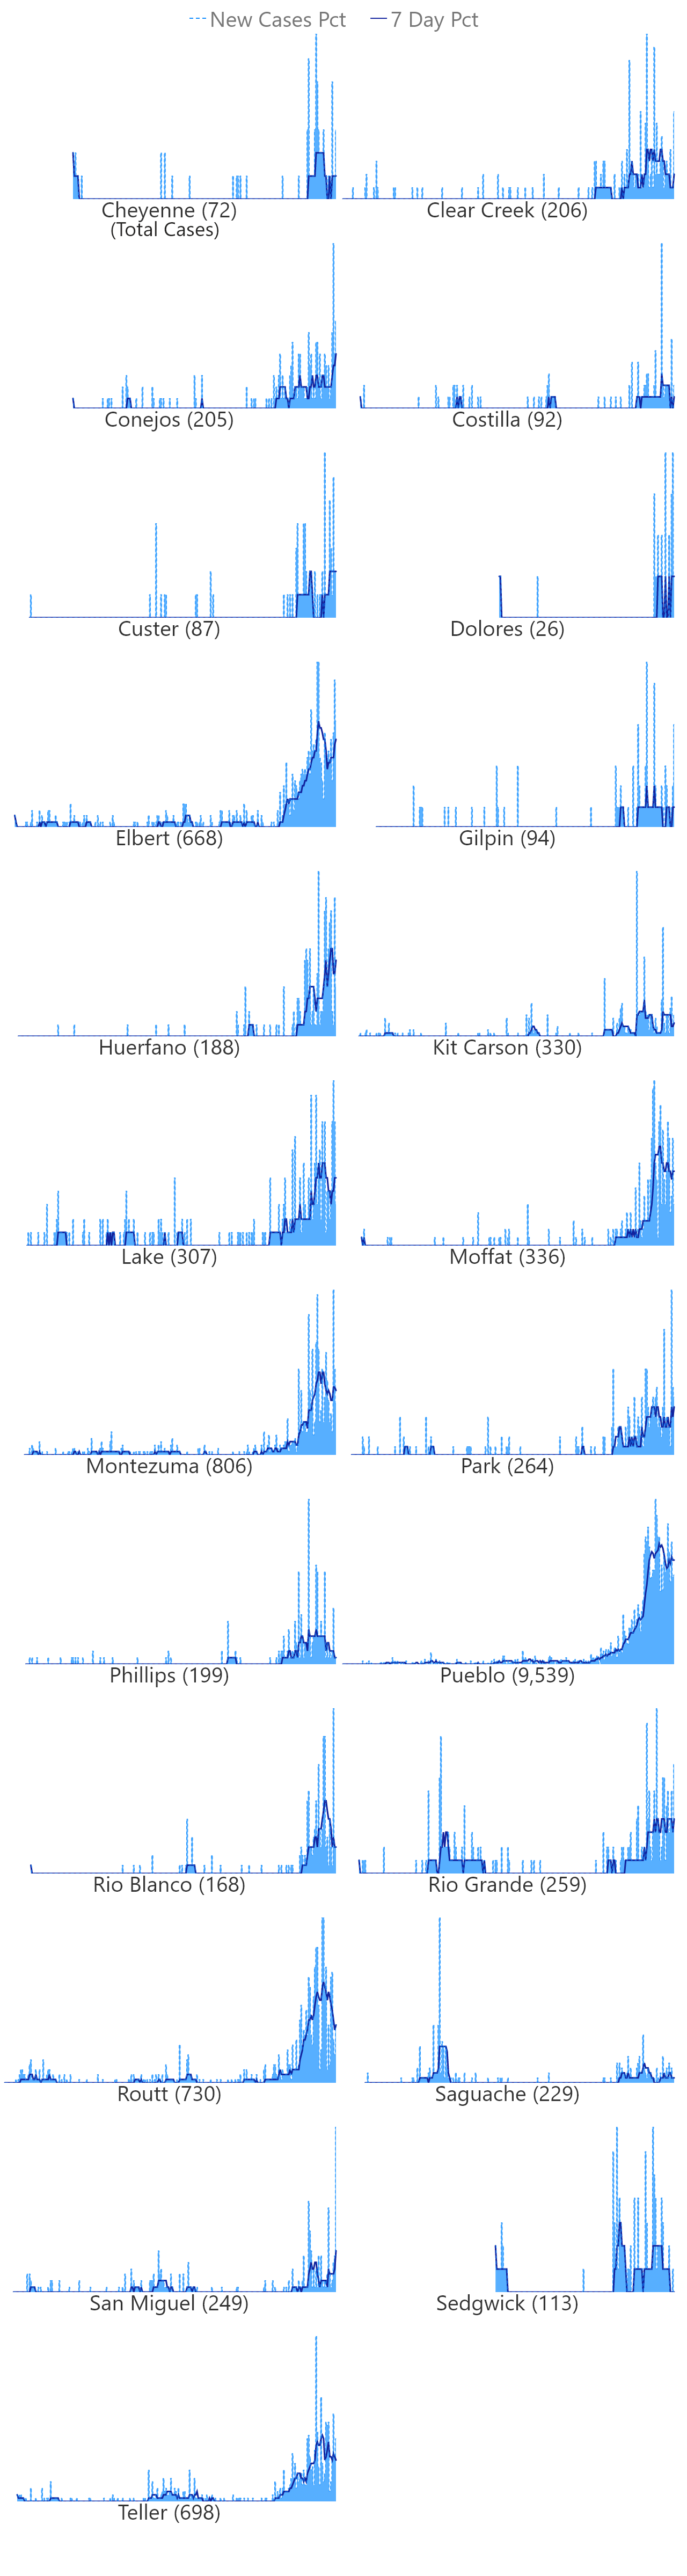 New Cases Pct 7 Day Pct
Cheyenne (72) Clear Creek (206)
(Total Cases)
Conejos (205) Costilla (92)
Custer (87) Dolores (26)
Elbert (668) Gilpin (94)
Huerfano (188) Kit Carson (330)
Lake (307) Moffat (336)
Montezuma (806) Park (264)
Phillips (199) Pueblo (9,539)
Rio Blanco (168) Rio Grande (259)
Routt (730) Saguache (229)
San Miguel (249) Sedgwick (113)
Teller (698)